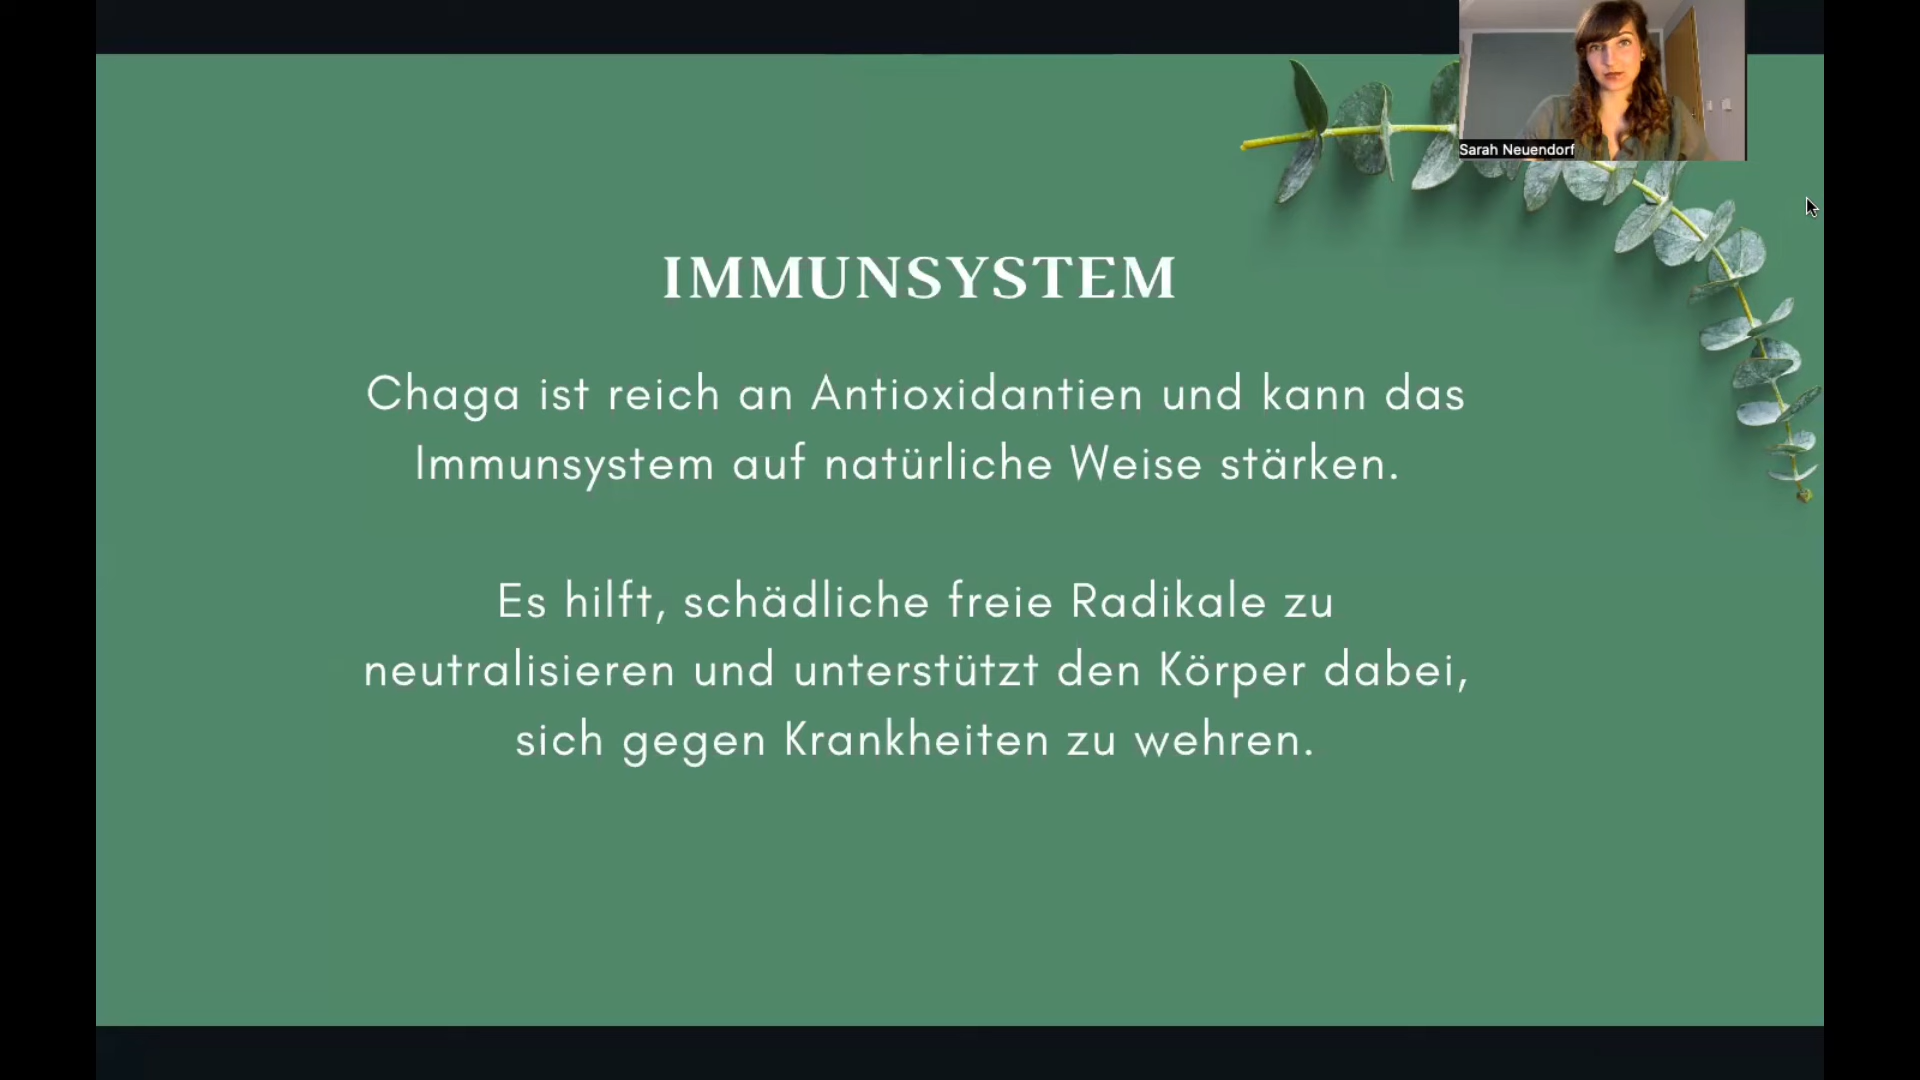 Sarah Neuendorf
IMMUNSYSTEM
Chaga ist reich an Antioxidantien und kann das
Immunsystem auf natürliche Weise stärken.
Es hilft, schädliche freie Radikale zu
neutralisieren und unterstützt den Körper dabei,
sich gegen Krankheiten zu wehren.